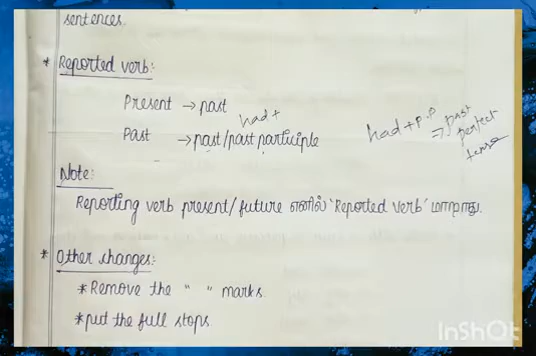 sentences.
* Reported verb:
Present → past
had +
Past → past/past participle
had + p.p
⇒ past
perfect
tense
Note:
Reporting verb present/future எனில் 'Reported verb' மாறாது.
* Other changes:
* Remove the " " marks.
* put the full stops.
InShOt